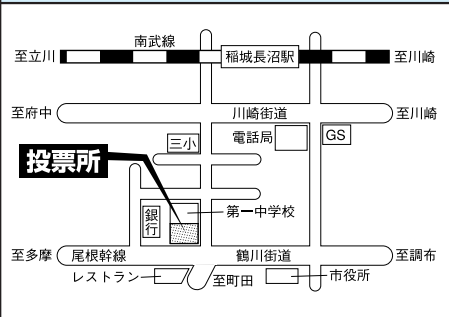 南武線
至立川
稲城長沼駅
至川崎
至府中
川崎街道
至川崎
三小
電話局
GS
投票所
銀行
第一中学校
至多摩
尾根幹線
鶴川街道
至調布
レストラン
至町田
市役所